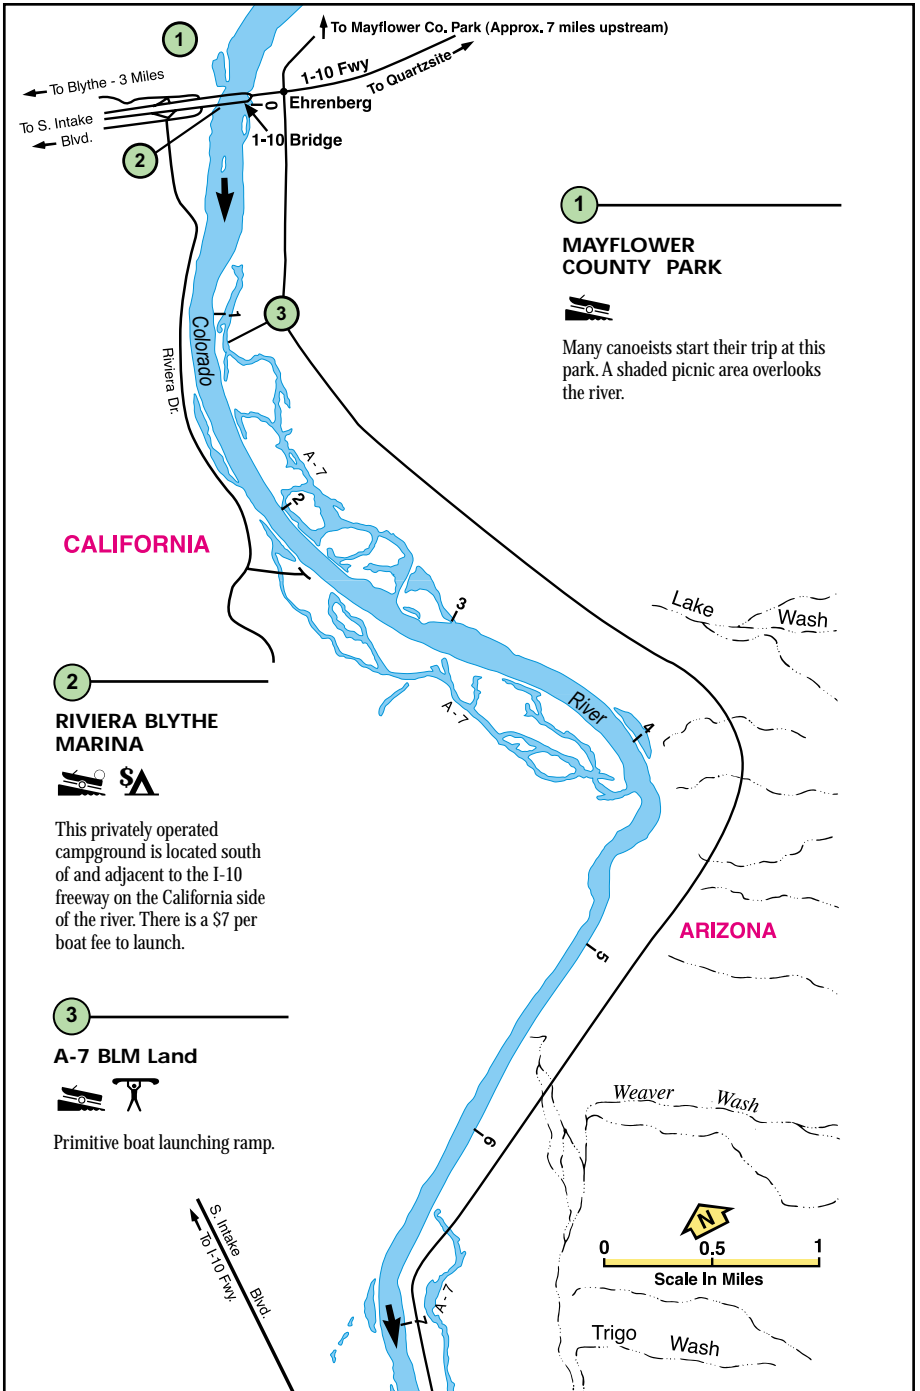 To Mayflower Co. Park (Approx. 7 miles upstream)
1
1-10 Fwy
To Quartzsite
To Blythe - 3 Miles
0
Ehrenberg
To S. Intake
Blvd.
1-10 Bridge
2
1
MAYFLOWER
COUNTY PARK
Many canoeists start their trip at this
park. A shaded picnic area overlooks
the river.
3
1
Colorado
Riviera Dr.
A - 7
2
CALIFORNIA
3
Lake
Wash
2
RIVIERA BLYTHE
MARINA
$
This privately operated
campground is located south
of and adjacent to the I-10
freeway on the California side
of the river. There is a $7 per
boat fee to launch.
A - 7
River
4
ARIZONA
5
3
A-7 BLM Land
Primitive boat launching ramp.
Weaver
Wash
6
S. Intake
Blvd.
To I-10 Fwy.
N
0
0.5
1
Scale In Miles
A - 7
7
Trigo
Wash